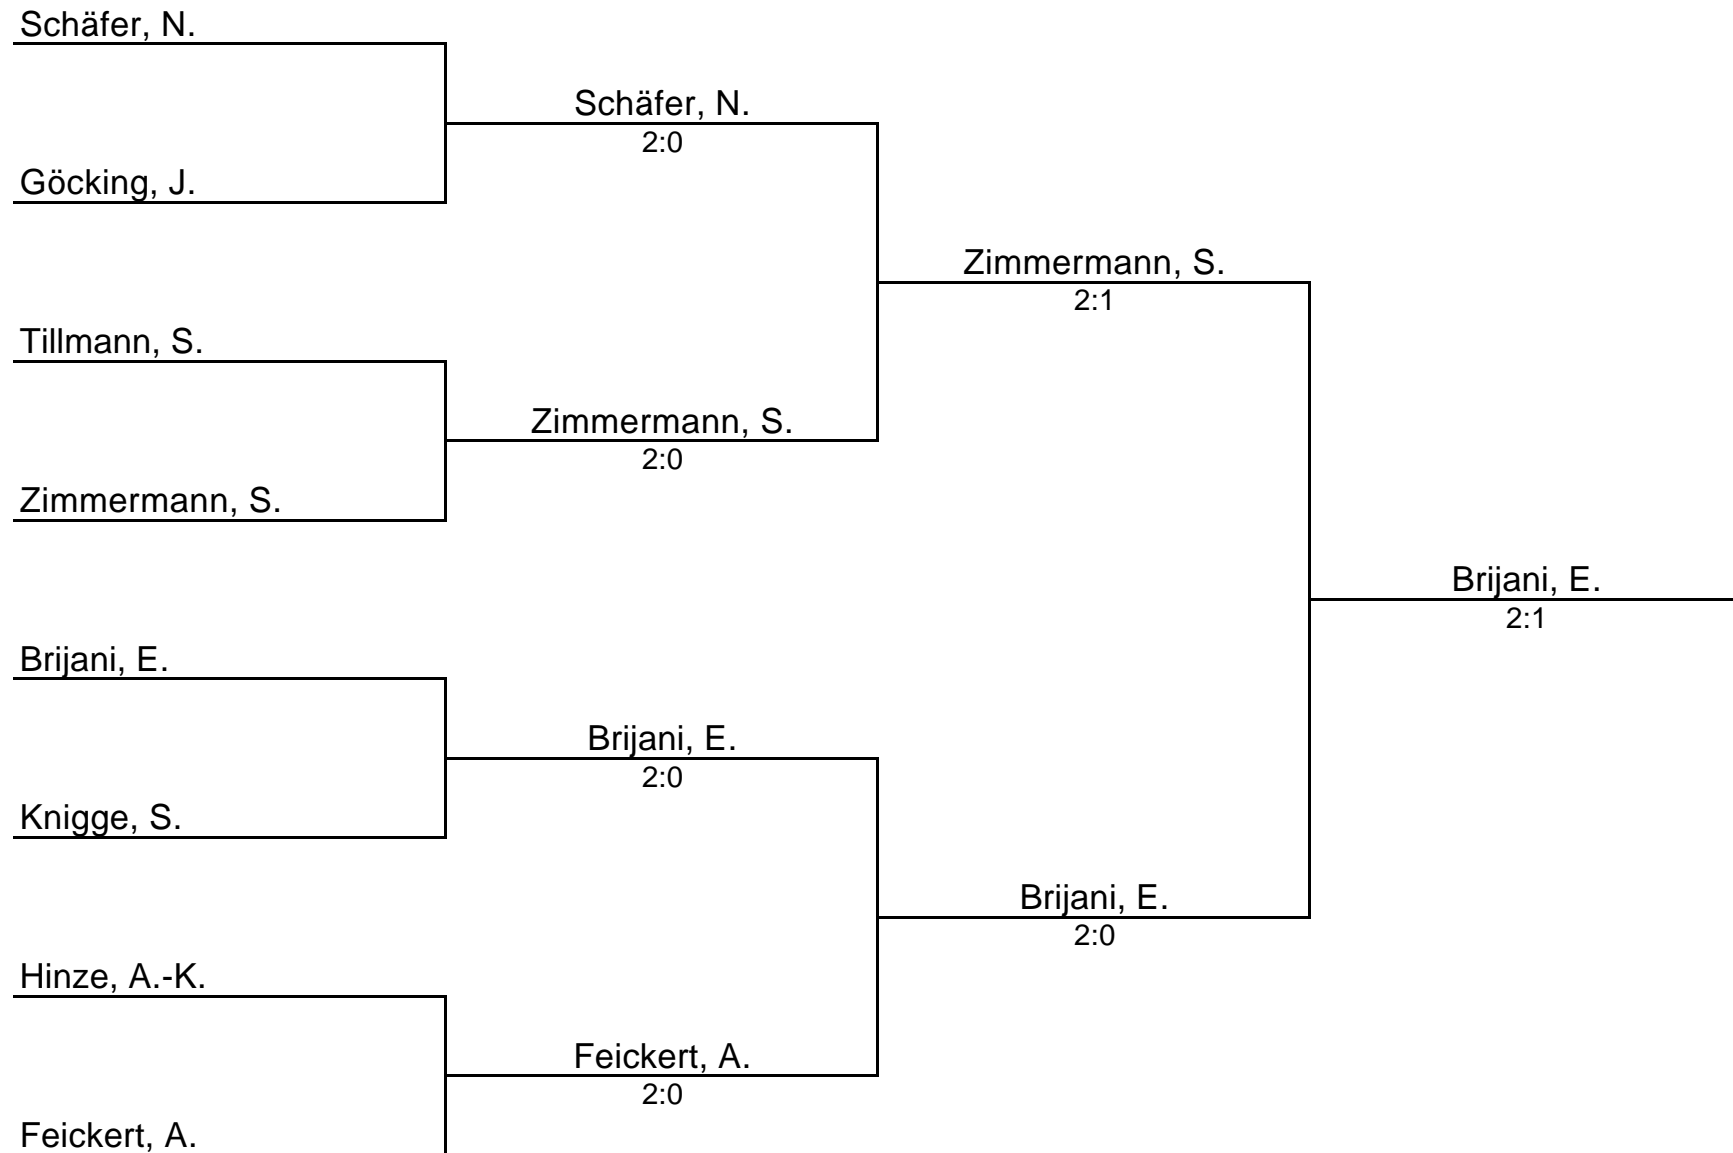 Schäfer, N.
Schäfer, N.
2:0
Göcking, J.
Zimmermann, S.
2:1
Tillmann, S.
Zimmermann, S.
2:0
Zimmermann, S.
Brijani, E.
2:1
Brijani, E.
Brijani, E.
2:0
Knigge, S.
Brijani, E.
2:0
Hinze, A.-K.
Feickert, A.
2:0
Feickert, A.